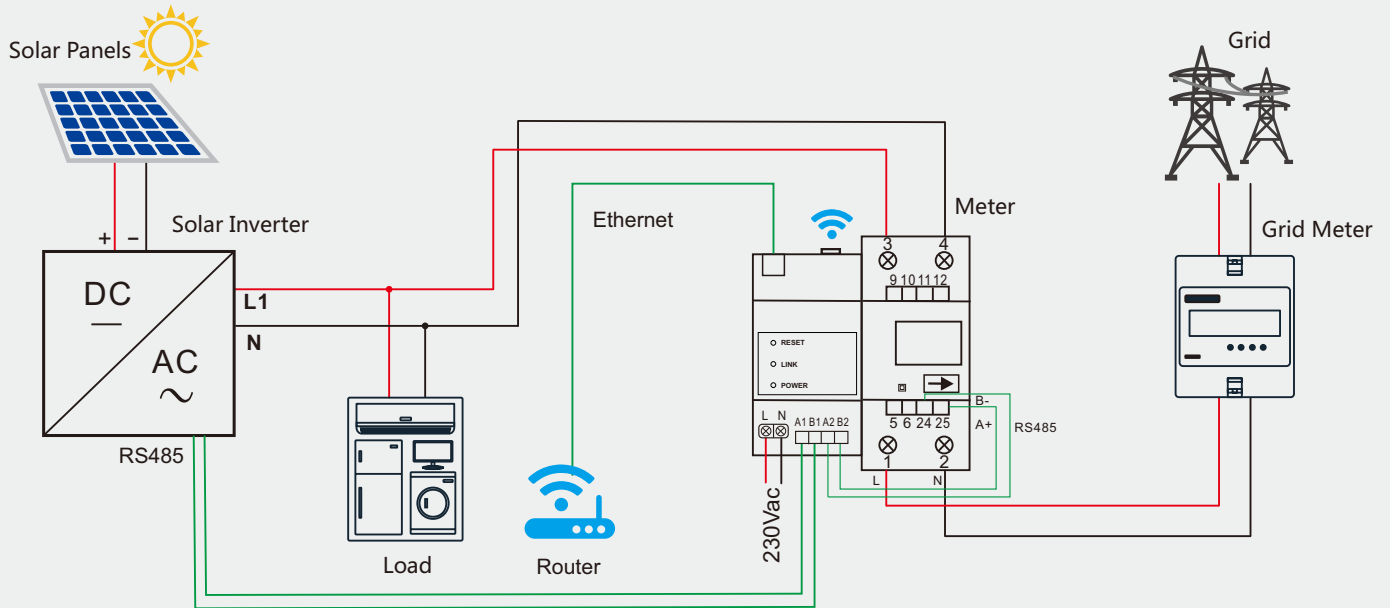 Solar Panels
Grid
Solar Inverter
Ethernet
Meter
Grid Meter
+ −
DC
AC
L1
N
RS485
3 4
9 10 11 12
RESET
LINK
POWER
L N
A1 B1 A2 B2
5 6 24 25
B-
A+
RS485
1 2
L N
230Vac
Load
Router